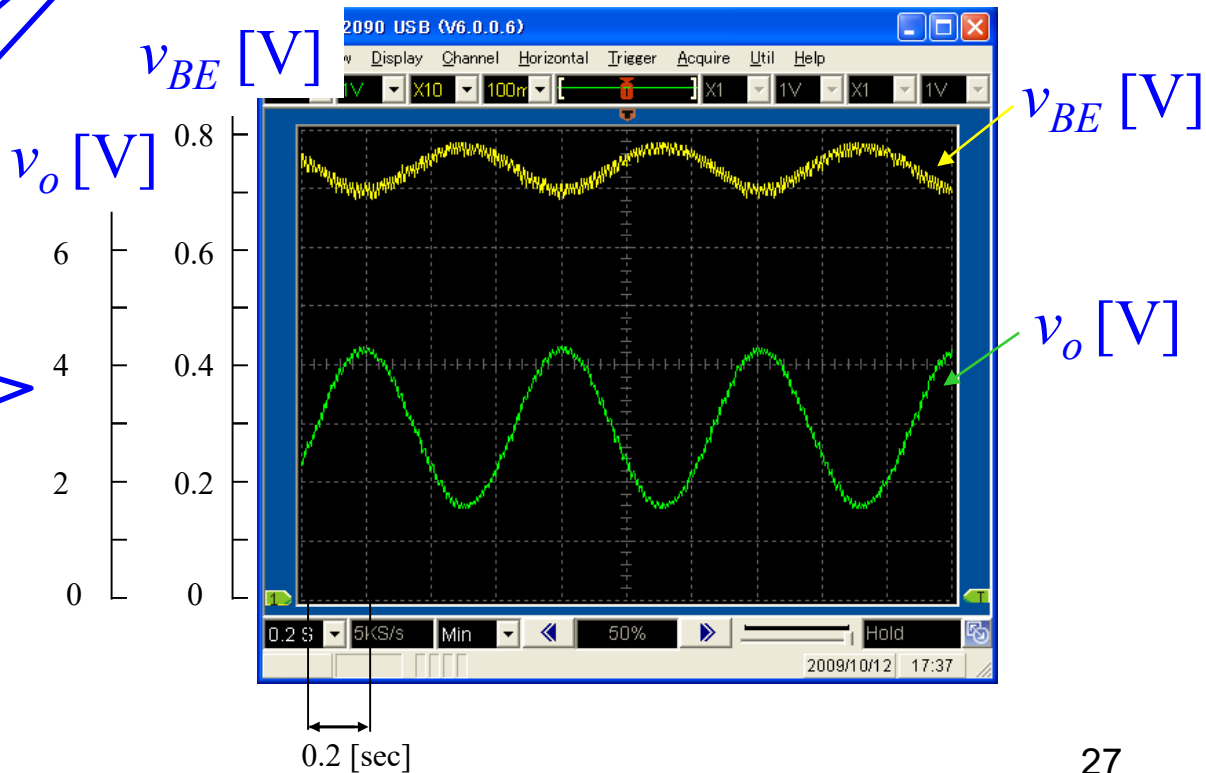 2090 USB (V6.0.0.6)
Display Channel Horizontal Trigger Acquire Util Help
1V X10 100m X1 1V X1 1V
v_BE [V]
v_o [V]
0.8
6 0.6
4 0.4
2 0.2
0 0
v_BE [V]
v_o [V]
1 T
0.2 S 5KS/s Min 50% Hold
2009/10/12 17:37
0.2 [sec]
27